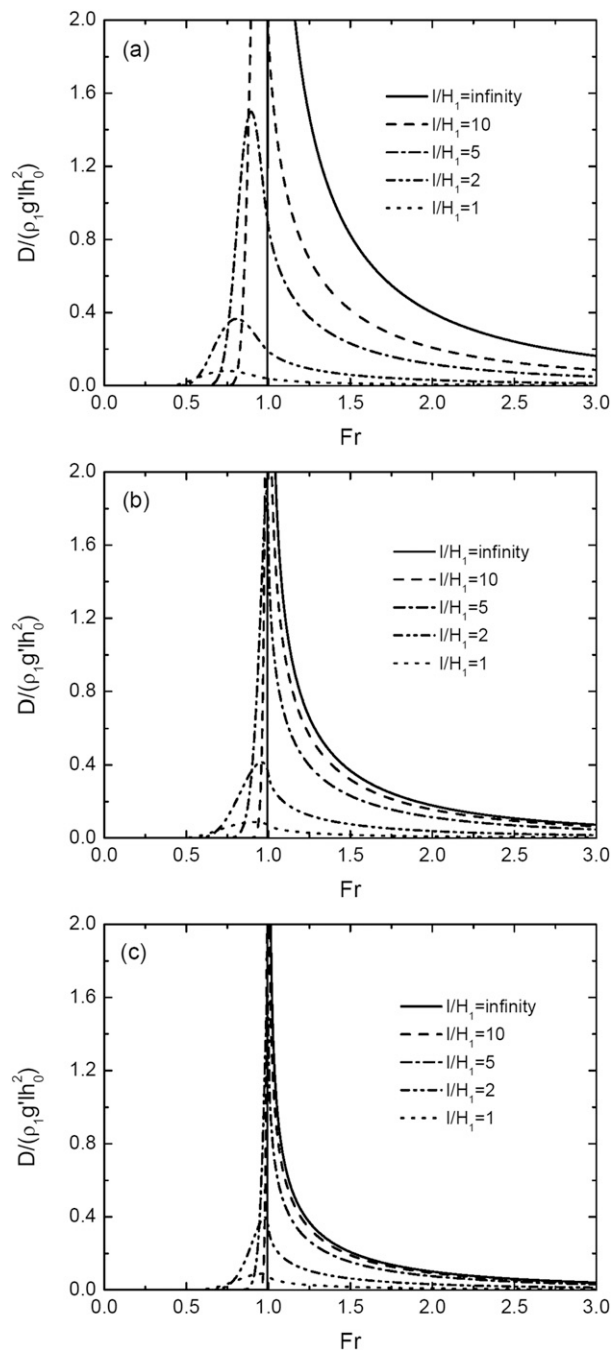 2.0
(a)
l/H₁=infinity
l/H₁=10
l/H₁=5
l/H₁=2
l/H₁=1
1.6
1.2
0.8
0.4
0.0
D/(ρ₁g'lh₀²)
0.0 0.5 1.0 1.5 2.0 2.5 3.0
Fr
2.0
(b)
l/H₁=infinity
l/H₁=10
l/H₁=5
l/H₁=2
l/H₁=1
1.6
1.2
0.8
0.4
0.0
D/(ρ₁g'lh₀²)
0.0 0.5 1.0 1.5 2.0 2.5 3.0
Fr
2.0
(c)
l/H₁=infinity
l/H₁=10
l/H₁=5
l/H₁=2
l/H₁=1
1.6
1.2
0.8
0.4
0.0
D/(ρ₁g'lh₀²)
0.0 0.5 1.0 1.5 2.0 2.5 3.0
Fr